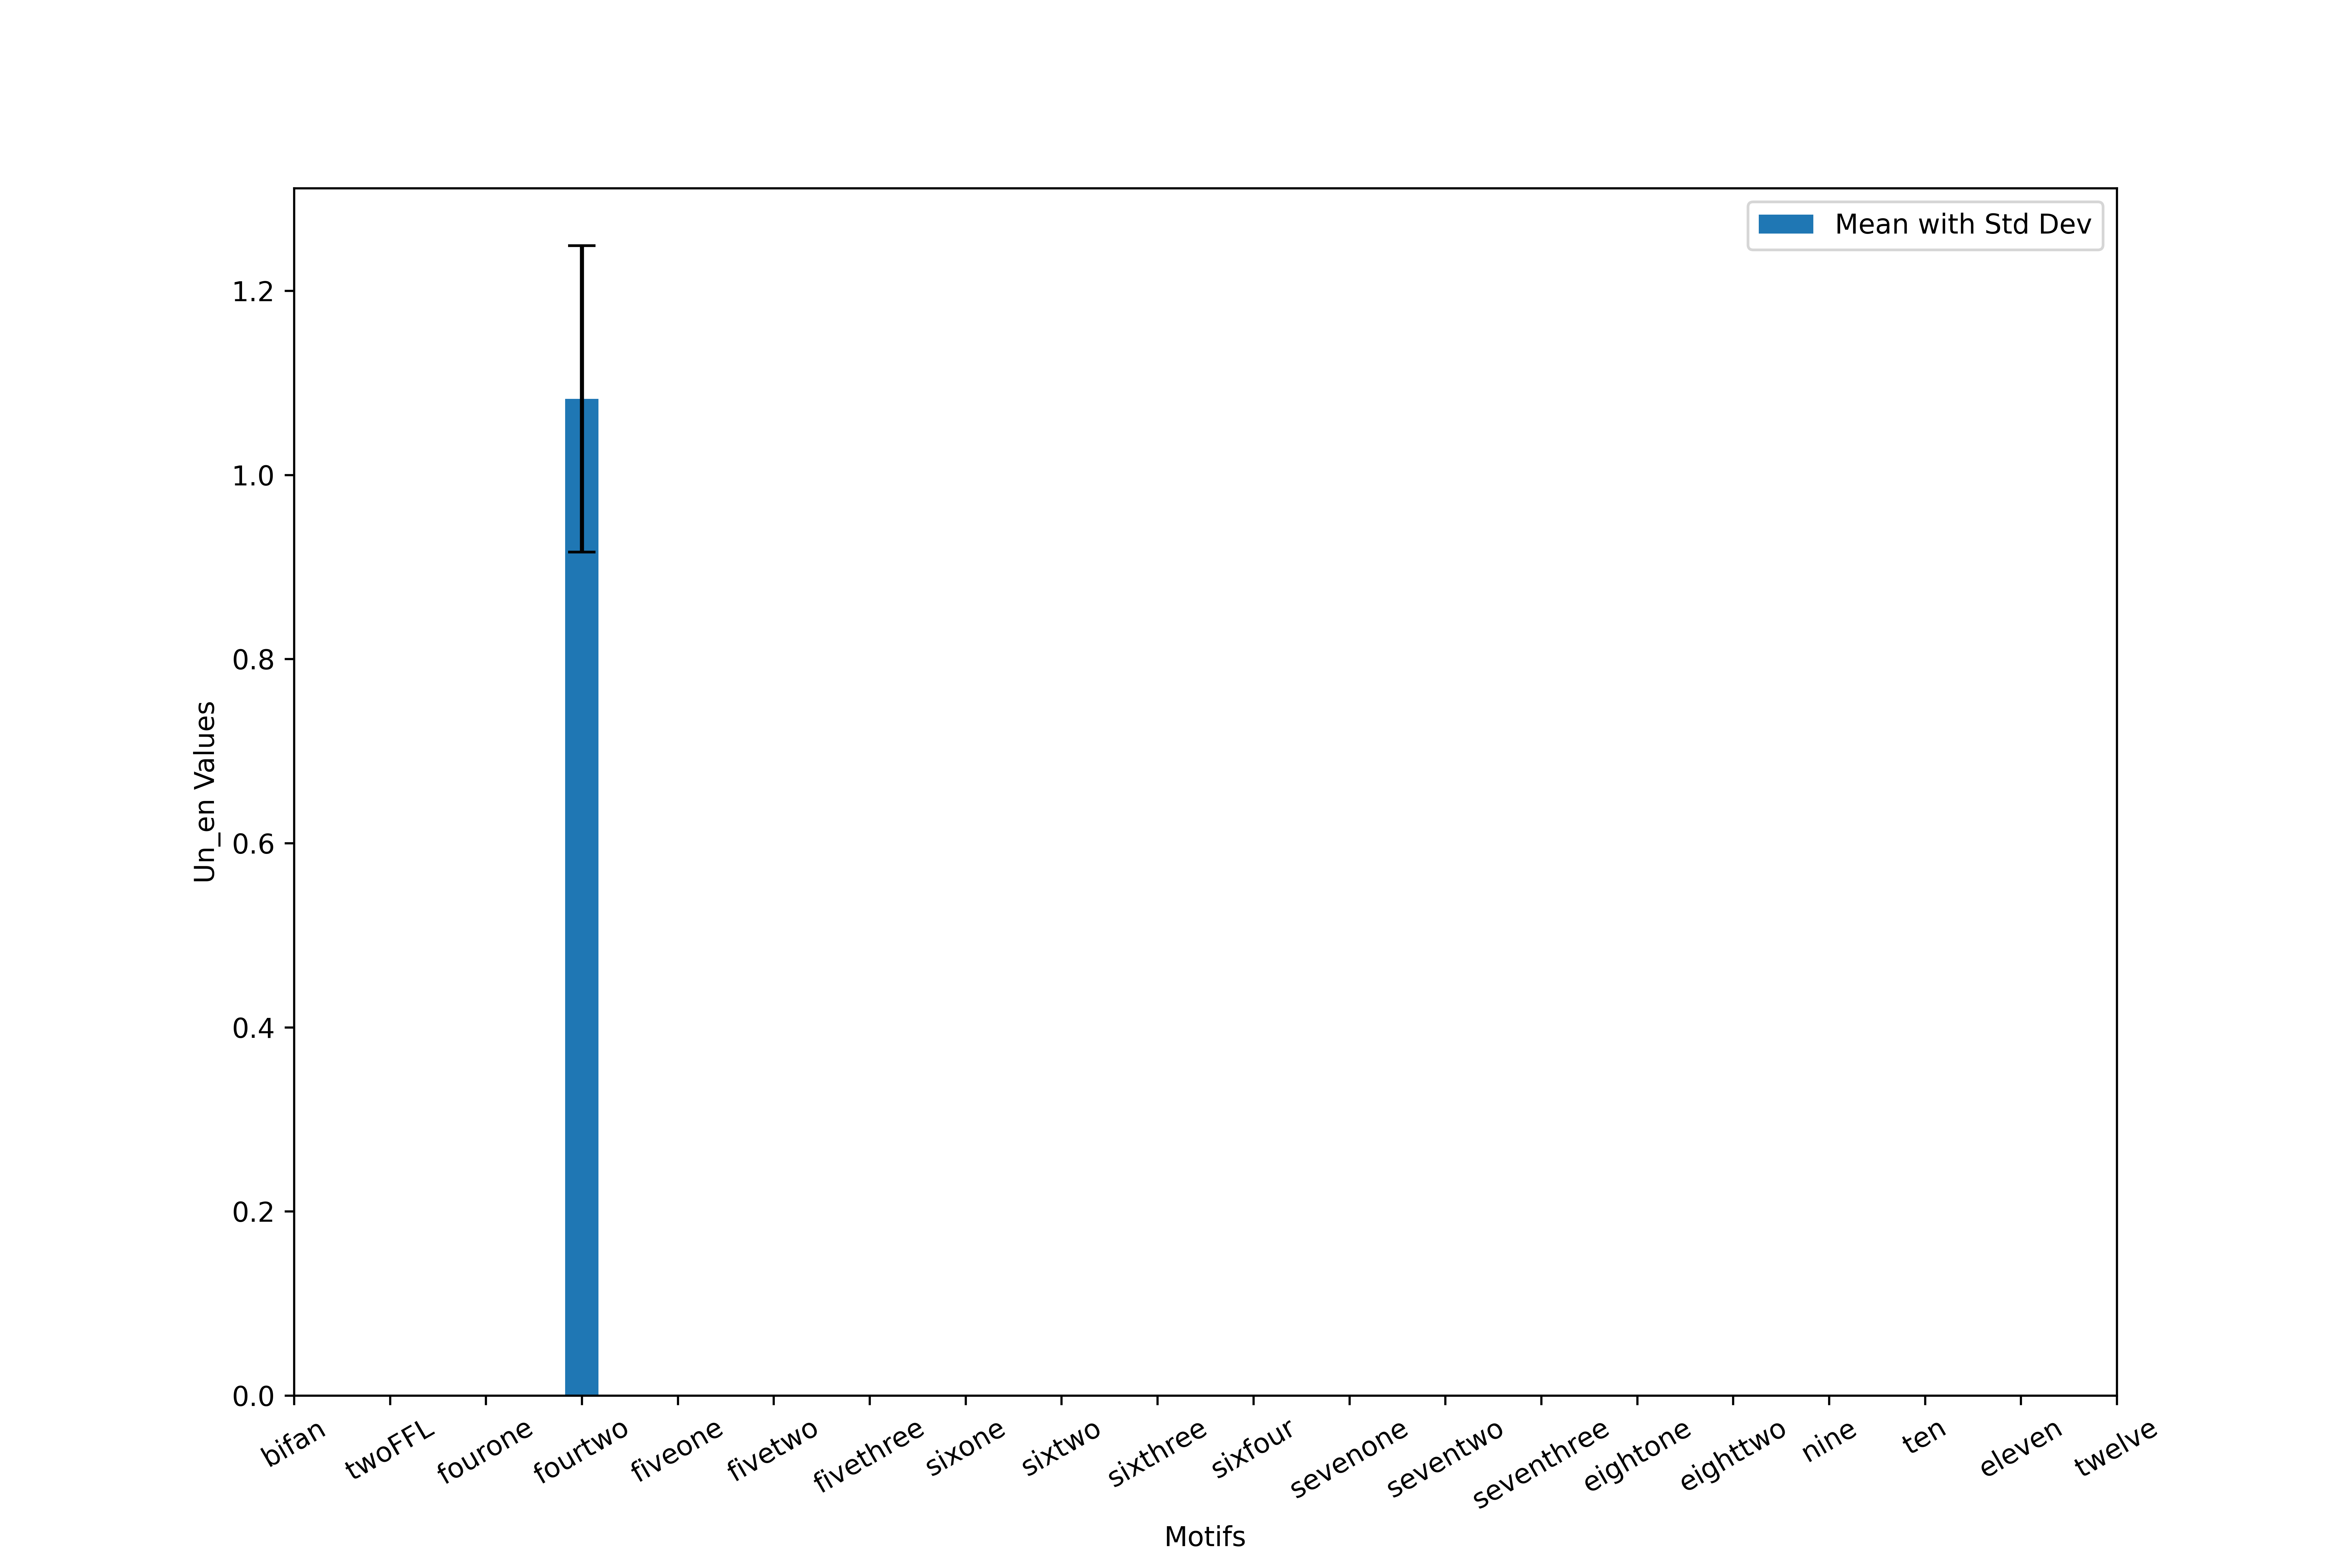 Mean with Std Dev
Un_en Values
1.2
1.0
0.8
0.6
0.4
0.2
0.0
bifan
twoFFL
fourone
fourtwo
fiveone
fivetwo
fivethree
sixone
sixtwo
sixthree
sixfour
sevenone
seventwo
seventhree
eightone
eighttwo
nine
ten
eleven
twelve
Motifs